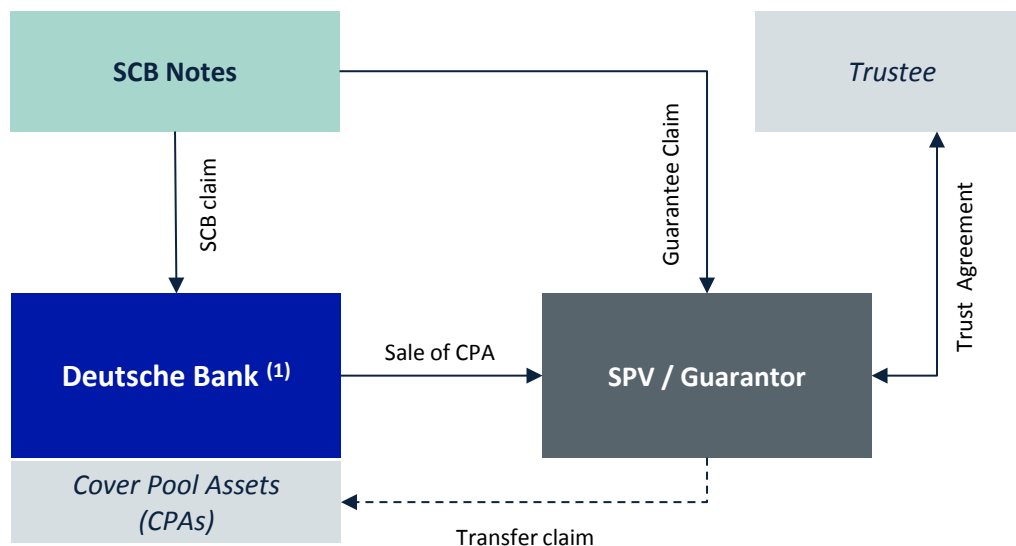 SCB Notes
Trustee
SCB claim
Guarantee Claim
Trust Agreement
Deutsche Bank (1)
Sale of CPA
SPV / Guarantor
Cover Pool Assets
(CPAs)
Transfer claim